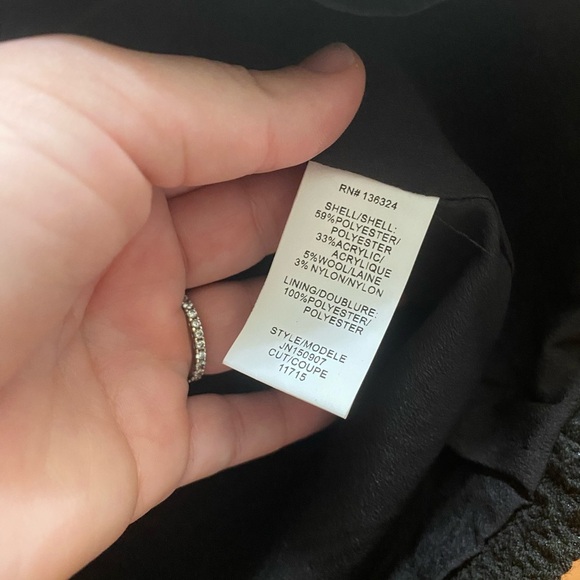 RN# 136324
SHELL/SHELL:
59%POLYESTER/
POLYESTER
33%ACRYLIC/
ACRYLIQUE
5%WOOL/LAINE
3% NYLON/NYLON
LINING/DOUBLURE.
100%POLYESTER/
POLYESTER
STYLE/MODELE
JN150907
CUT/COUPE
11715